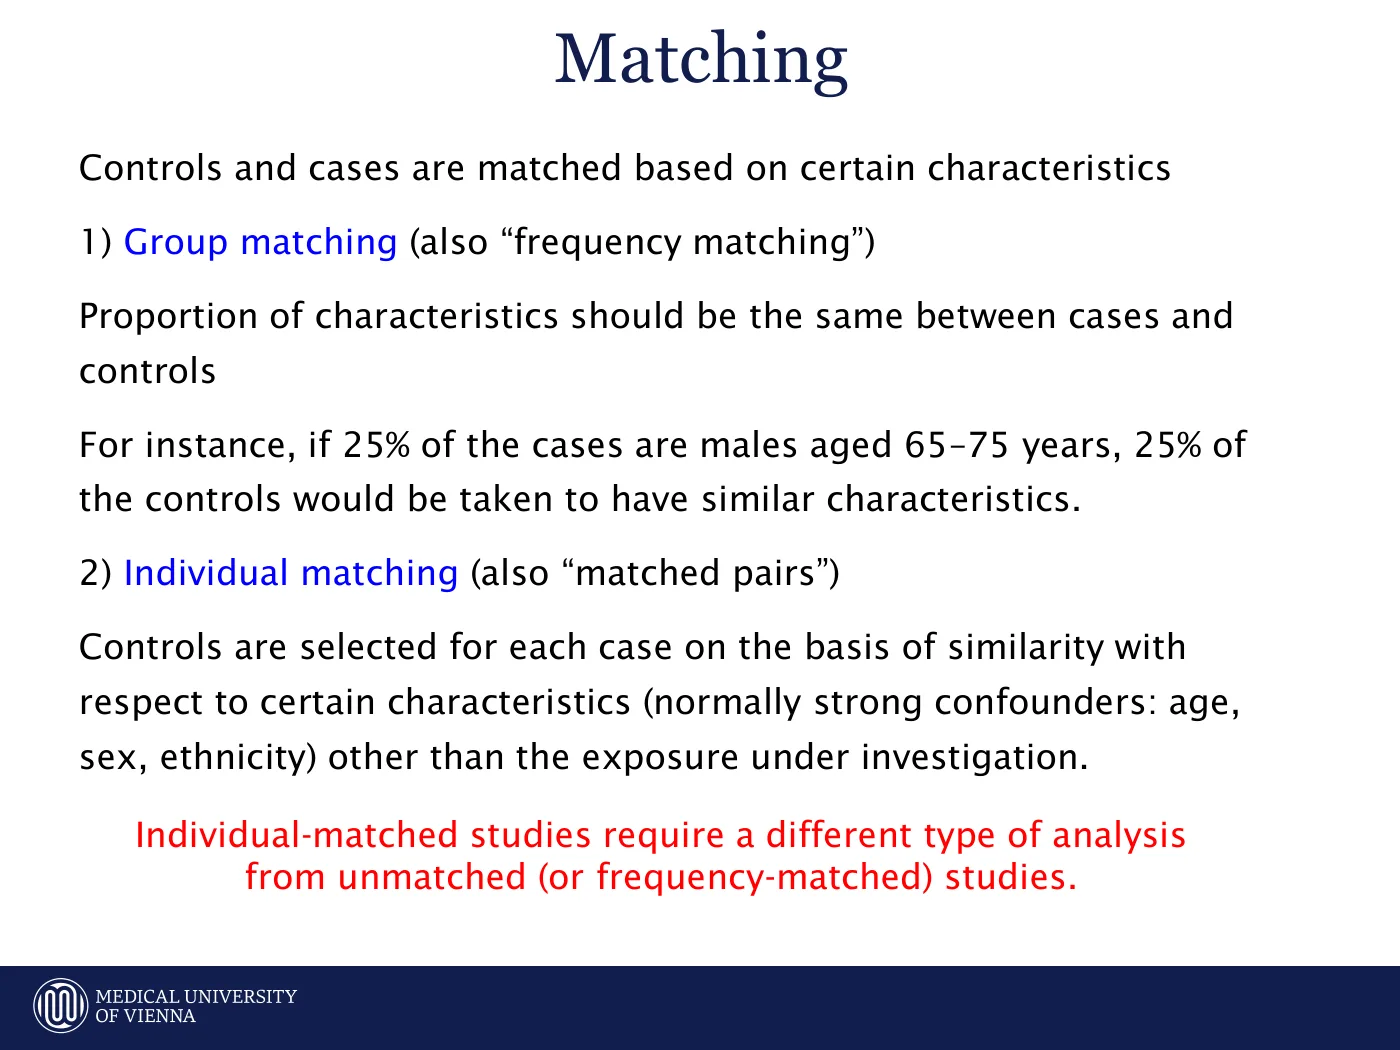 Matching
Controls and cases are matched based on certain characteristics
1) Group matching (also “frequency matching”)
Proportion of characteristics should be the same between cases and
controls
For instance, if 25% of the cases are males aged 65–75 years, 25% of
the controls would be taken to have similar characteristics.
2) Individual matching (also “matched pairs”)
Controls are selected for each case on the basis of similarity with
respect to certain characteristics (normally strong confounders: age,
sex, ethnicity) other than the exposure under investigation.
Individual-matched studies require a different type of analysis
from unmatched (or frequency-matched) studies.
MEDICAL UNIVERSITY
OF VIENNA